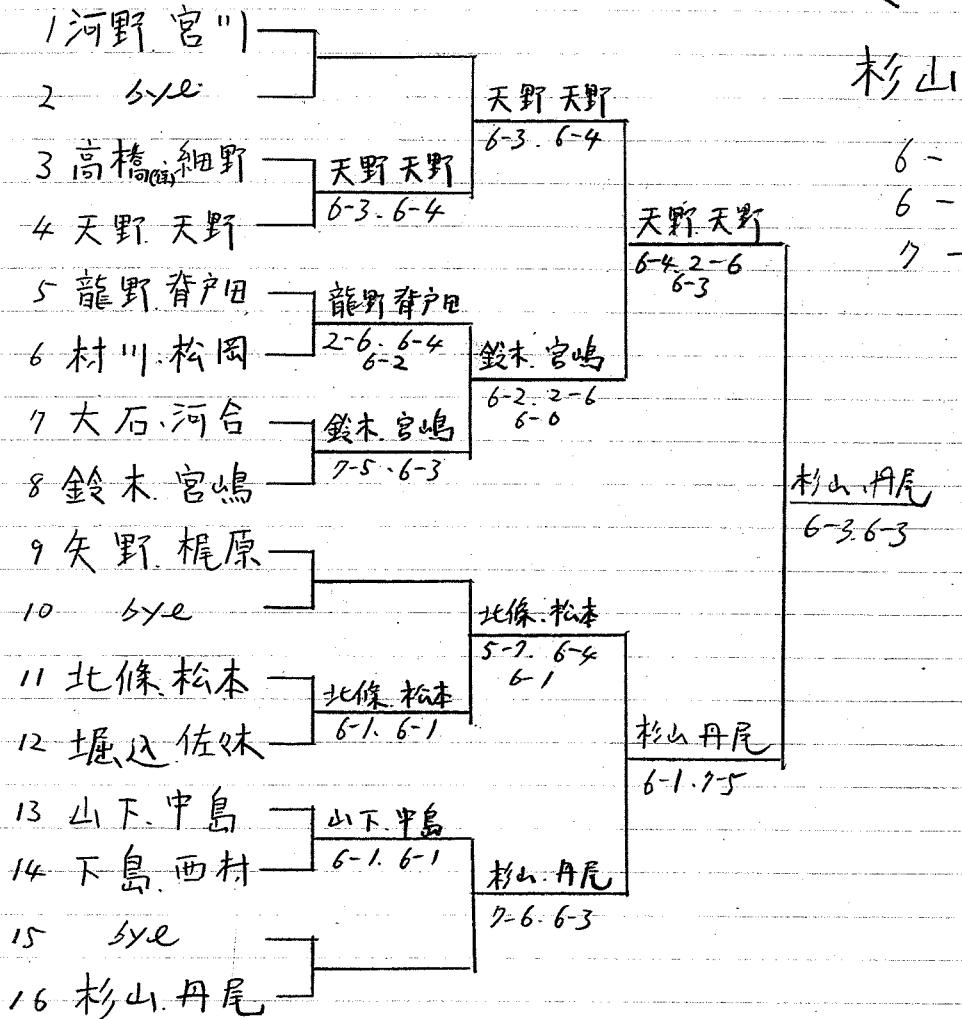 1 河野 宮川
2 bye
3 高橋(信)細野
4 天野. 天野
5 龍野 脊戸田
6 村川. 松岡
7 大石. 河合
8 鈴木. 宮嶋
9 矢野. 梶原
10 bye
11 北條. 松本
12 堀込 佐々木
13 山下. 中島
14 下島. 西村
15 bye
16 杉山. 丹尾
天野 天野
6-3. 6-4
龍野 脊戸田
2-6. 6-4
6-2
鈴木. 宮嶋
7-5. 6-3
北條. 松本
6-1. 6-1
山下. 中島
6-1. 6-1
天野 天野
6-3. 6-4
鈴木. 宮嶋
6-2. 2-6
6-0
北條. 松本
5-7. 6-4
6-1
杉山. 丹尾
7-6. 6-3
天野. 天野
6-4. 2-6
6-3
杉山 丹尾
6-1. 7-5
杉山. 丹尾
6-3. 6-3
杉山
6-
6-
7-